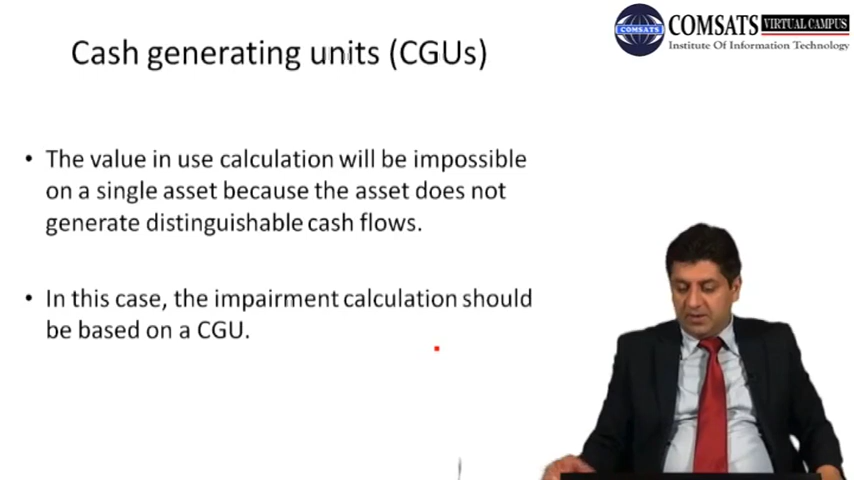 Cash generating units (CGUs)
COMSATS VIRTUAL CAMPUS
Institute Of Information Technology
COMSATS
• The value in use calculation will be impossible
on a single asset because the asset does not
generate distinguishable cash flows.
• In this case, the impairment calculation should
be based on a CGU.